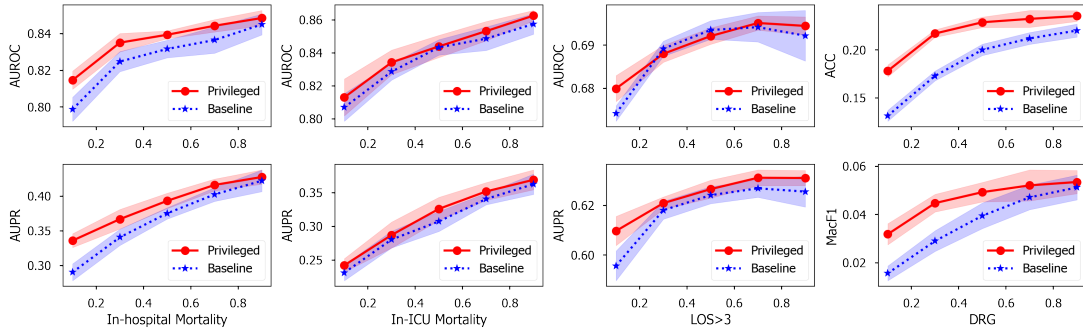 AUROC
0.84
0.82
0.80
Privileged
Baseline
0.2 0.4 0.6 0.8
AUROC
0.86
0.84
0.82
0.80
Privileged
Baseline
0.2 0.4 0.6 0.8
AUROC
0.69
0.68
Privileged
Baseline
0.2 0.4 0.6 0.8
ACC
0.20
0.15
Privileged
Baseline
0.2 0.4 0.6 0.8
AUPR
0.40
0.35
0.30
Privileged
Baseline
0.2 0.4 0.6 0.8
In-hospital Mortality
AUPR
0.35
0.30
0.25
Privileged
Baseline
0.2 0.4 0.6 0.8
In-ICU Mortality
AUPR
0.62
0.60
Privileged
Baseline
0.2 0.4 0.6 0.8
LOS>3
MacF1
0.06
0.04
0.02
Privileged
Baseline
0.2 0.4 0.6 0.8
DRG